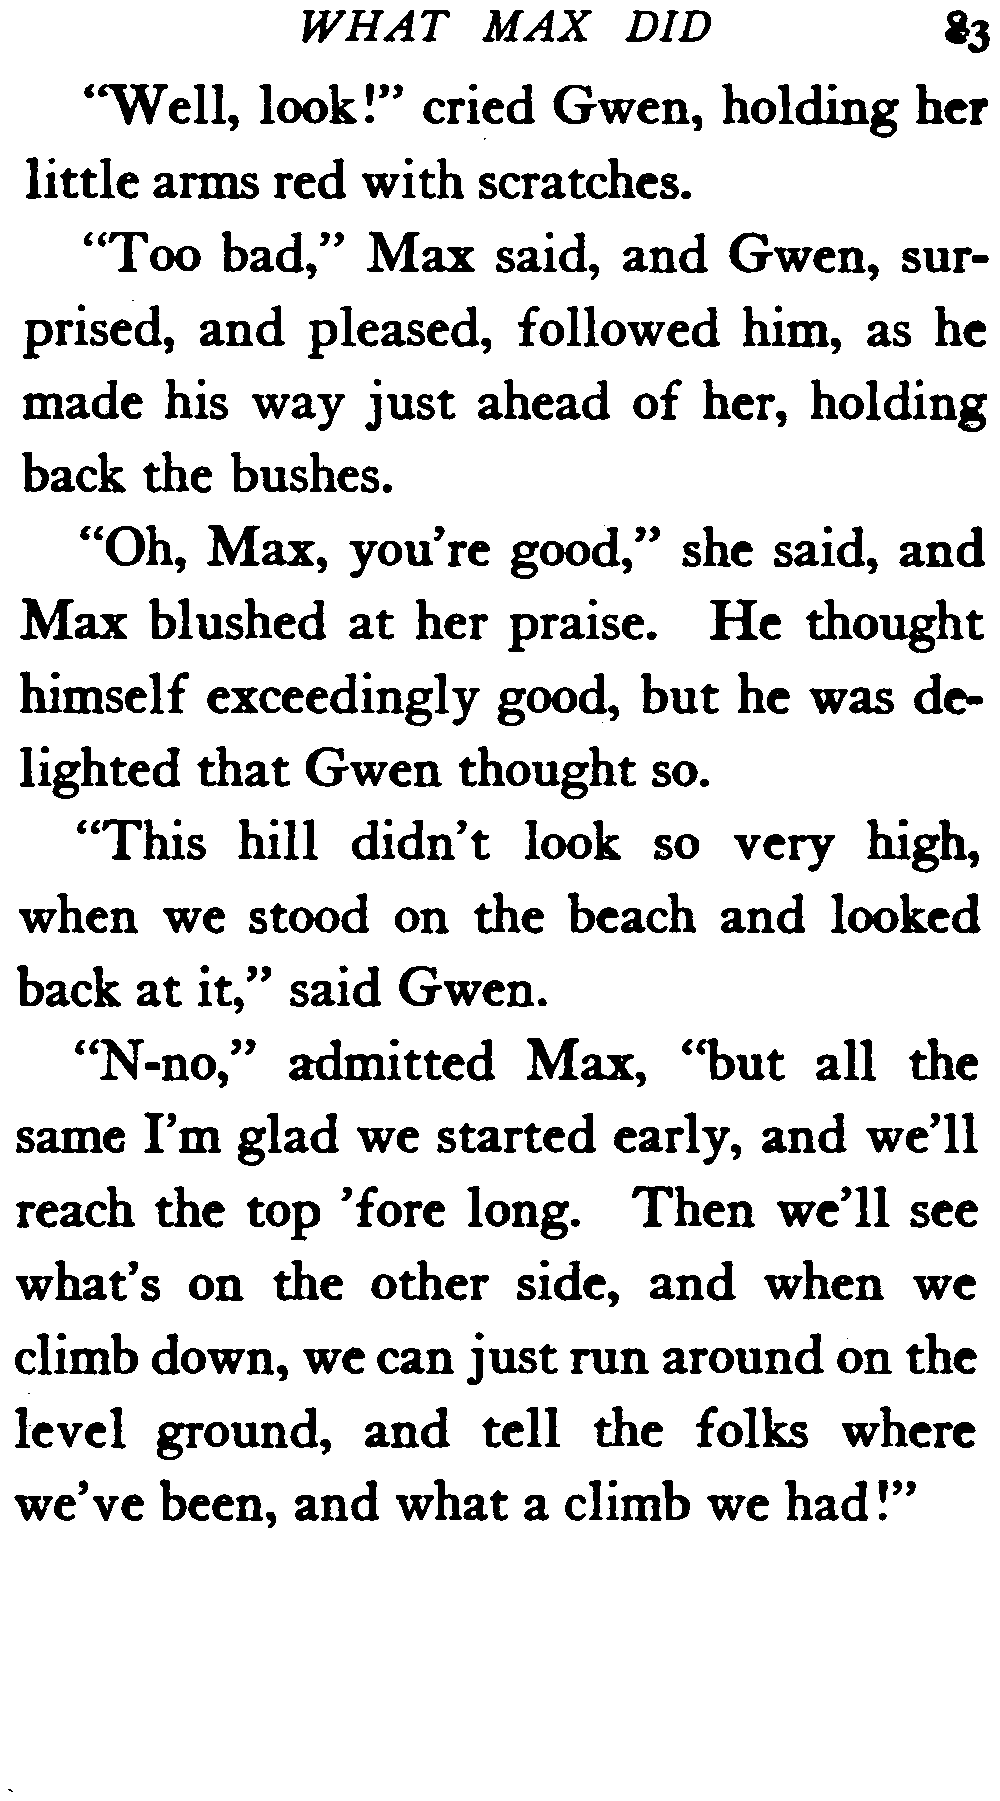 WHAT MAX DID 83
“Well, look!” cried Gwen, holding her
little arms red with scratches.
“Too bad,” Max said, and Gwen, sur-
prised, and pleased, followed him, as he
made his way just ahead of her, holding
back the bushes.
“Oh, Max, you’re good,” she said, and
Max blushed at her praise. He thought
himself exceedingly good, but he was de-
lighted that Gwen thought so.
“This hill didn’t look so very high,
when we stood on the beach and looked
back at it,” said Gwen.
“N-no,” admitted Max, “but all the
same I’m glad we started early, and we’ll
reach the top ’fore long. Then we’ll see
what’s on the other side, and when we
climb down, we can just run around on the
level ground, and tell the folks where
we’ve been, and what a climb we had!”